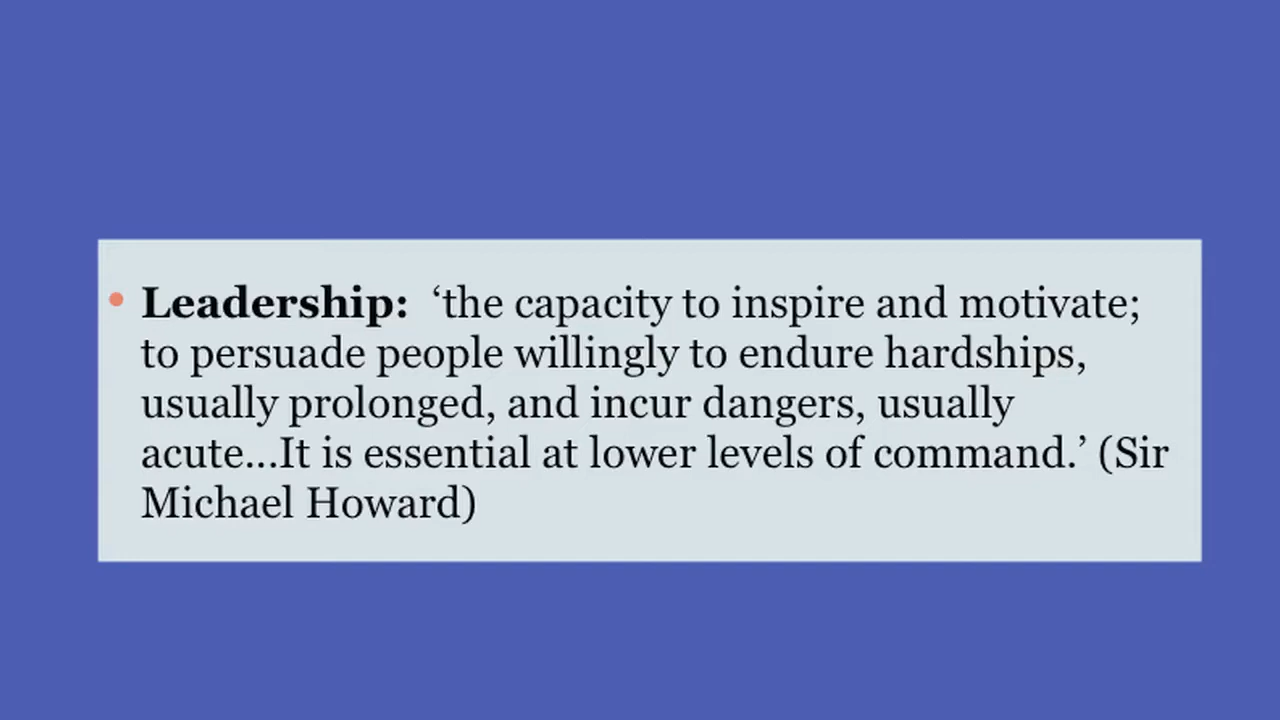 • Leadership: ‘the capacity to inspire and motivate;
to persuade people willingly to endure hardships,
usually prolonged, and incur dangers, usually
acute...It is essential at lower levels of command.’ (Sir
Michael Howard)